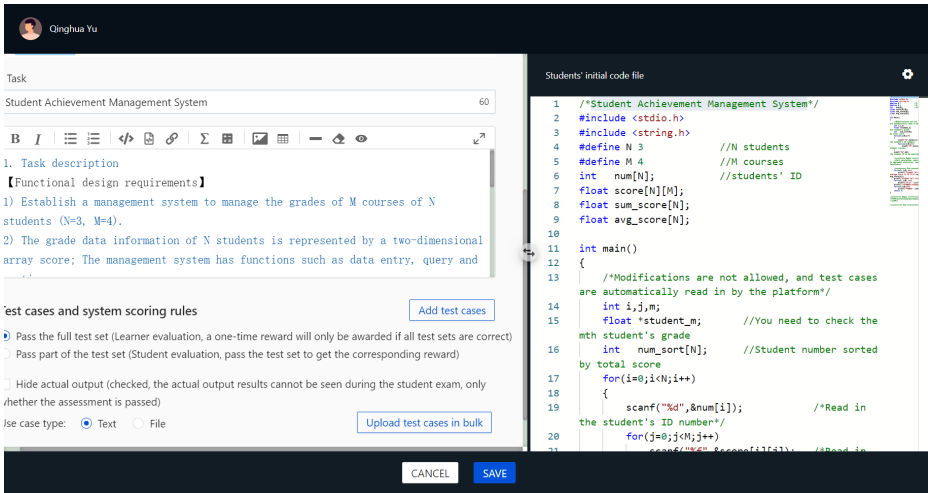 Qinghua Yu
Task
Student Achievement Management System 60
1. Task description
【Functional design requirements】
1) Establish a management system to manage the grades of M courses of N
students (N=3, M=4).
2) The grade data information of N students is represented by a two-dimensional
array score; The management system has functions such as data entry, query and
Test cases and system scoring rules
Add test cases
Pass the full test set (Learner evaluation, a one-time reward will only be awarded if all test sets are correct)
Pass part of the test set (Student evaluation, pass the test set to get the corresponding reward)
Hide actual output (checked, the actual output results cannot be seen during the student exam, only
whether the assessment is passed)
Use case type: Text File
Upload test cases in bulk
Students' initial code file
1 /*Student Achievement Management System*/
2 #include <stdio.h>
3 #include <string.h>
4 #define N 3 //N students
5 #define M 4 //M courses
6 int num[N]; //students' ID
7 float score[N][M];
8 float sum_score[N];
9 float avg_score[N];
10
11 int main()
12 {
13 /*Modifications are not allowed, and test cases
are automatically read in by the platform*/
14 int i,j,m;
15 float *student_m; //You need to check the
mth student's grade
16 int num_sort[N]; //Student number sorted
by total score
17 for(i=0;i<N;i++)
18 {
19 scanf("%d",&num[i]); /*Read in
the student's ID number*/
20 for(j=0;j<M;j++)
21 scanf("%f",&score[i][j]); /*Read in
CANCEL
SAVE